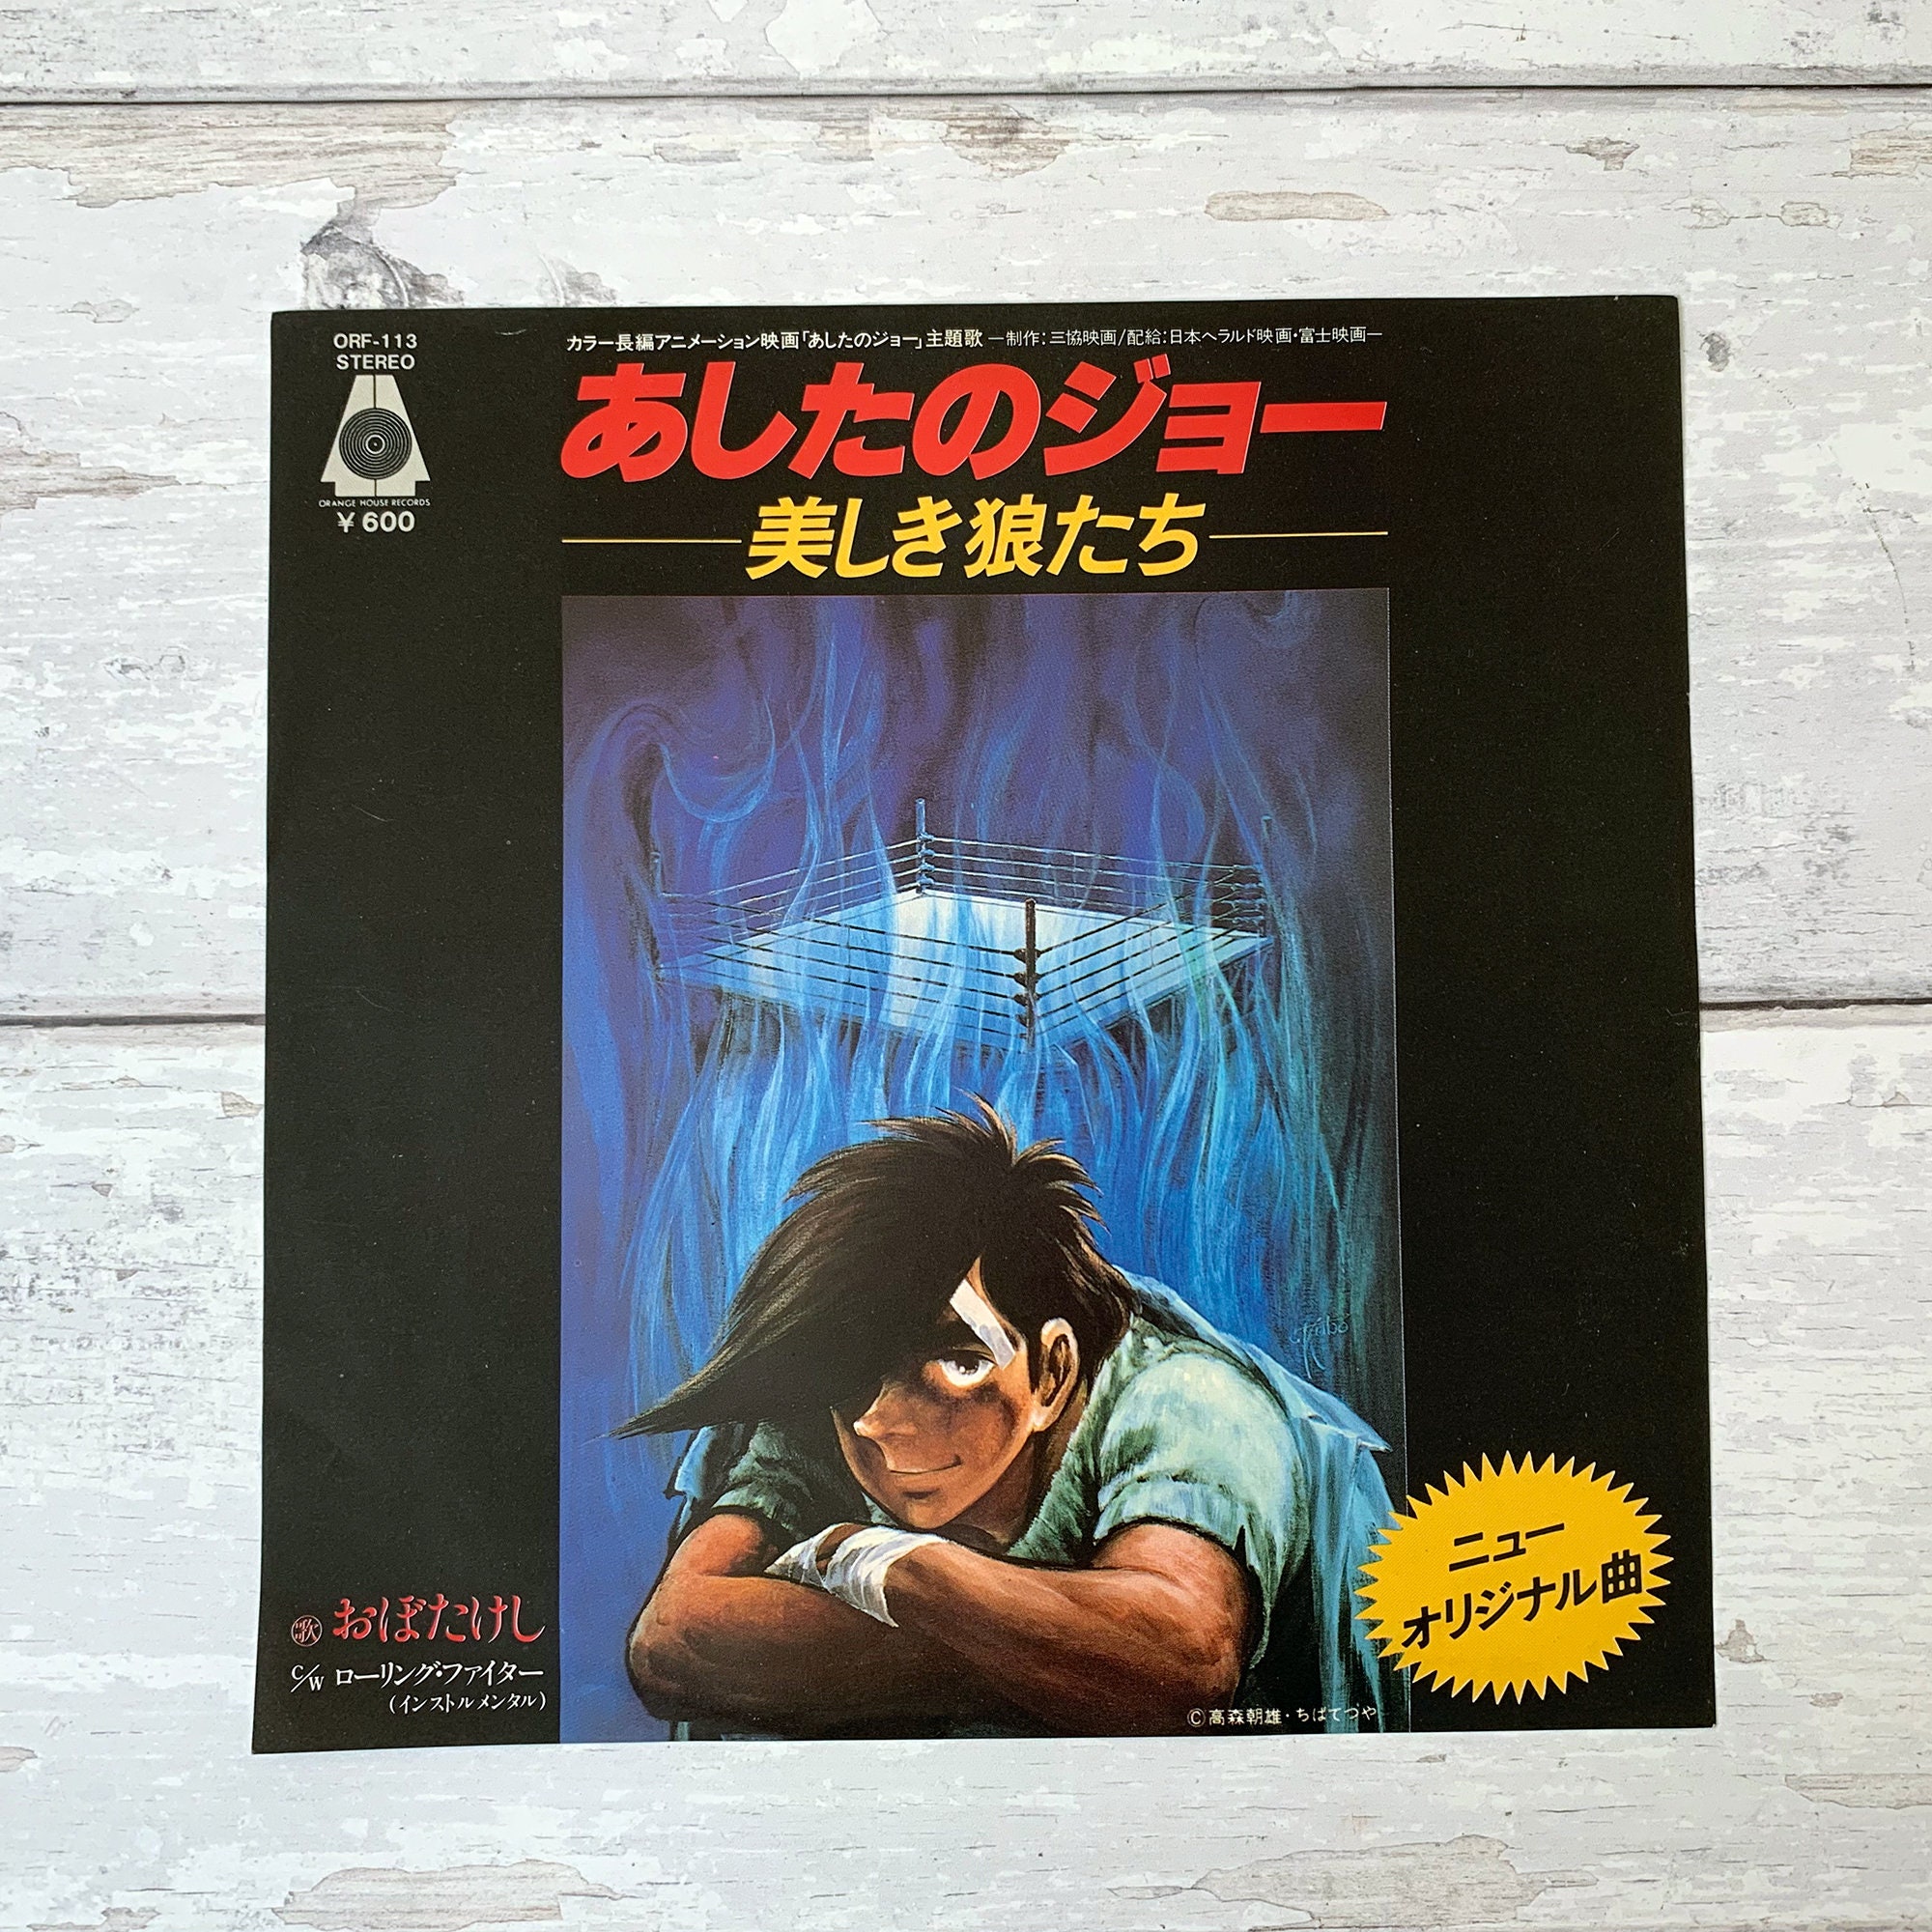 ORF-113
STEREO
ORANGE HOUSE RECORDS
¥600
カラー長編アニメーション映画「あしたのジョー」主題歌 ―制作:三協映画/配給:日本ヘラルド映画・富士映画―
あしたのジョー
美しき狼たち
ニュー
オリジナル曲
歌 おぼたけし
C/W ローリング・ファイター
(インストルメンタル)
©高森朝雄・ちばてつや